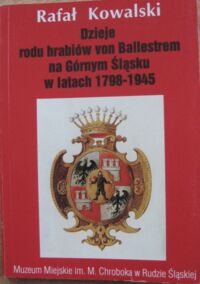 Rafał Kowalski
Dzieje
rodu hrabiów von Ballestrem
na Górnym Śląsku
w latach 1798-1945
Muzeum Miejskie im. M. Chroboka w Rudzie Śląskiej